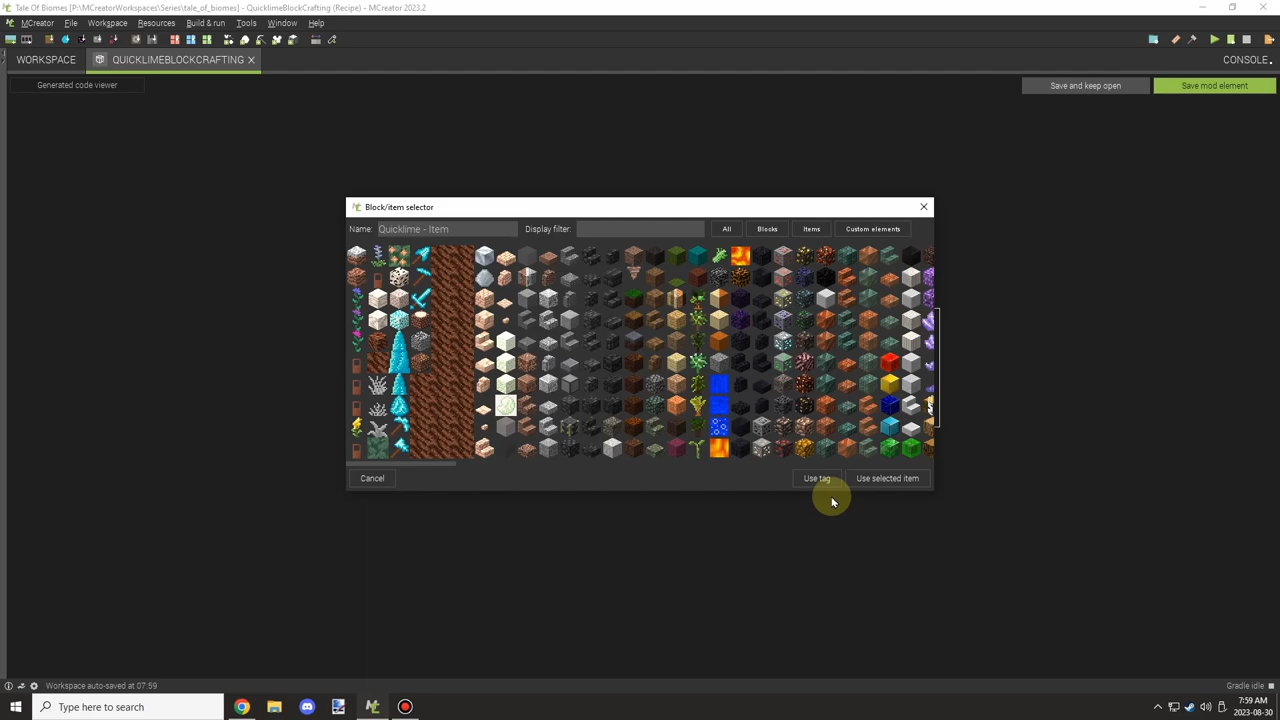 Tale Of Biomes [P:\MCreatorWorkspaces\Series\tale_of_biomes] - QuicklimeBlockCrafting (Recipe) - MCreator 2023.2
MCreator File Workspace Resources Build & run Tools Window Help
WORKSPACE QUICKLIMEBLOCKCRAFTING CONSOLE
Generated code viewer Save and keep open Save mod element
Block/item selector
Name: Quicklime - Item Display filter: All Blocks Items Custom elements
Cancel Use tag Use selected item
Workspace auto-saved at 07:59 Gradle idle
Type here to search 7:59 AM
2023-08-30